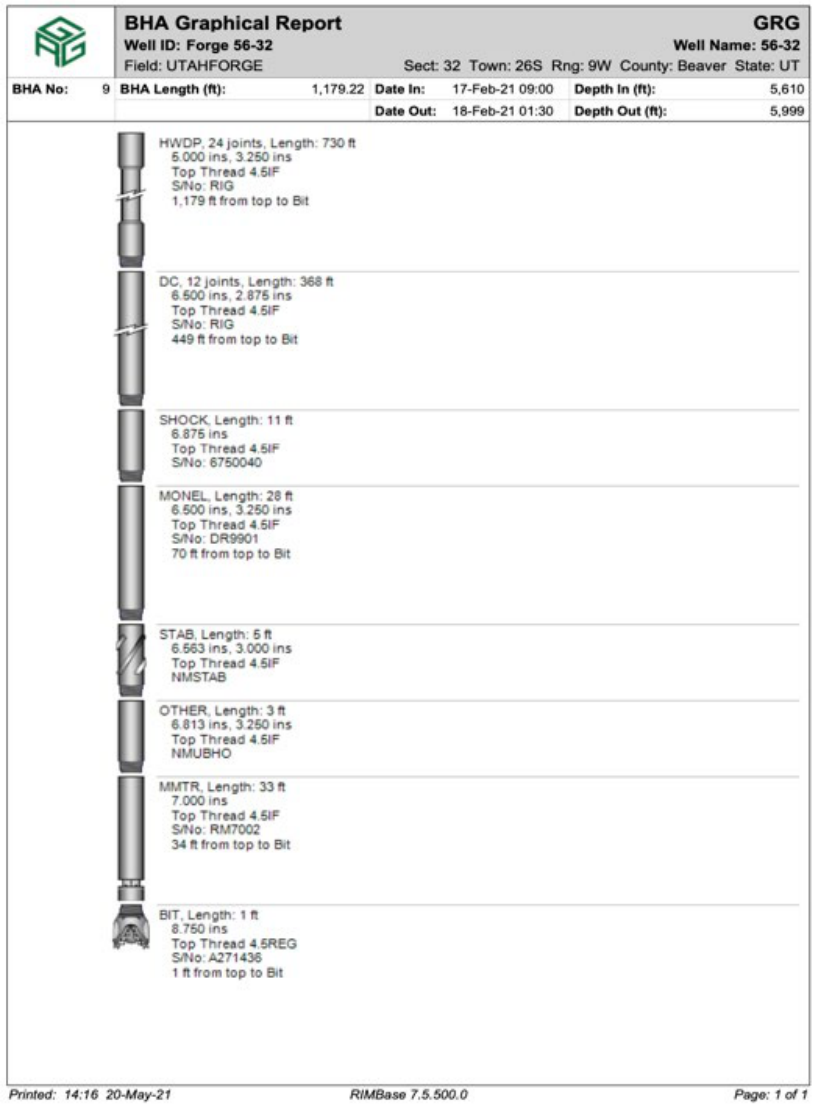 GRG
BHA Graphical Report GRG
Well ID: Forge 56-32 Well Name: 56-32
Field: UTAHFORGE Sect: 32 Town: 26S Rng: 9W County: Beaver State: UT
BHA No: 9 BHA Length (ft): 1,179.22 Date In: 17-Feb-21 09:00 Depth In (ft): 5,610
Date Out: 18-Feb-21 01:30 Depth Out (ft): 5,999
HWDP, 24 joints, Length: 730 ft
5.000 ins, 3.250 ins
Top Thread 4.5IF
S/No: RIG
1,179 ft from top to Bit
DC, 12 joints, Length: 368 ft
6.500 ins, 2.875 ins
Top Thread 4.5IF
S/No: RIG
449 ft from top to Bit
SHOCK, Length: 11 ft
6.875 ins
Top Thread 4.5IF
S/No: 6750040
MONEL, Length: 28 ft
6.500 ins, 3.250 ins
Top Thread 4.5IF
S/No: DR9901
70 ft from top to Bit
STAB, Length: 5 ft
6.563 ins, 3.000 ins
Top Thread 4.5IF
NMSTAB
OTHER, Length: 3 ft
6.813 ins, 3.250 ins
Top Thread 4.5IF
NMUBHO
MMTR, Length: 33 ft
7.000 ins
Top Thread 4.5IF
S/No: RM7002
34 ft from top to Bit
BIT, Length: 1 ft
8.750 ins
Top Thread 4.5REG
S/No: A271436
1 ft from top to Bit
Printed: 14:16 20-May-21 RIMBase 7.5.500.0 Page: 1 of 1